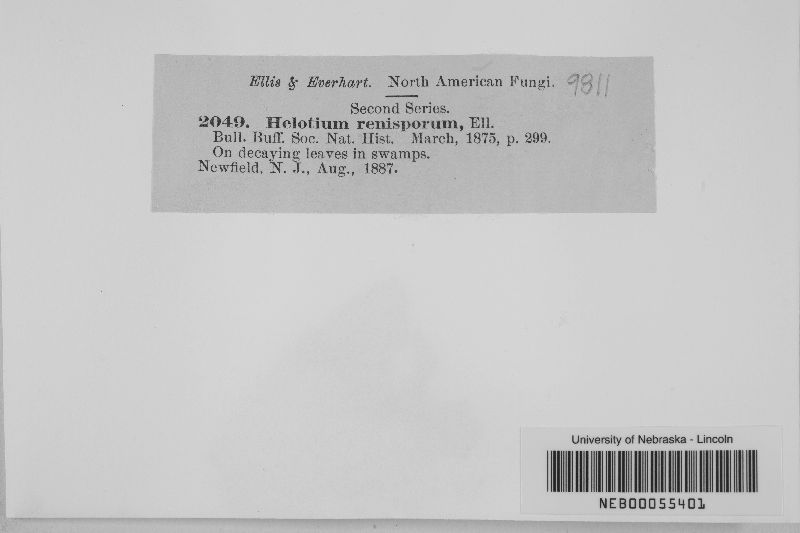 Ellis & Everhart. North American Fungi. 9811
Second Series.
2049. Helotium renisporum, Ell.
Bull. Buff. Soc. Nat. Hist. March, 1875, p. 299.
On decaying leaves in swamps.
Newfield, N. J., Aug., 1887.
University of Nebraska - Lincoln
NEB00055401